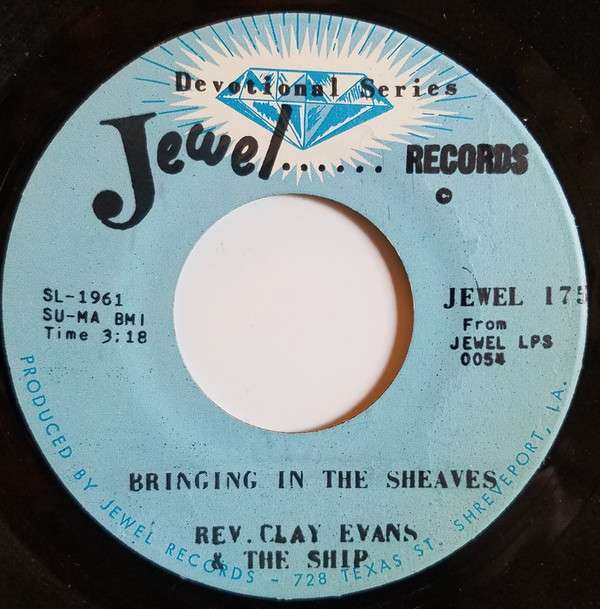 Devotional Series
Jewel...... RECORDS
©
SL-1961
SU-MA BMI
Time 3:18
JEWEL 175
From
JEWEL LPS
0054
BRINGING IN THE SHEAVES
REV. CLAY EVANS
& THE SHIP
PRODUCED BY JEWEL RECORDS - 728 TEXAS ST. SHREVEPORT, LA.